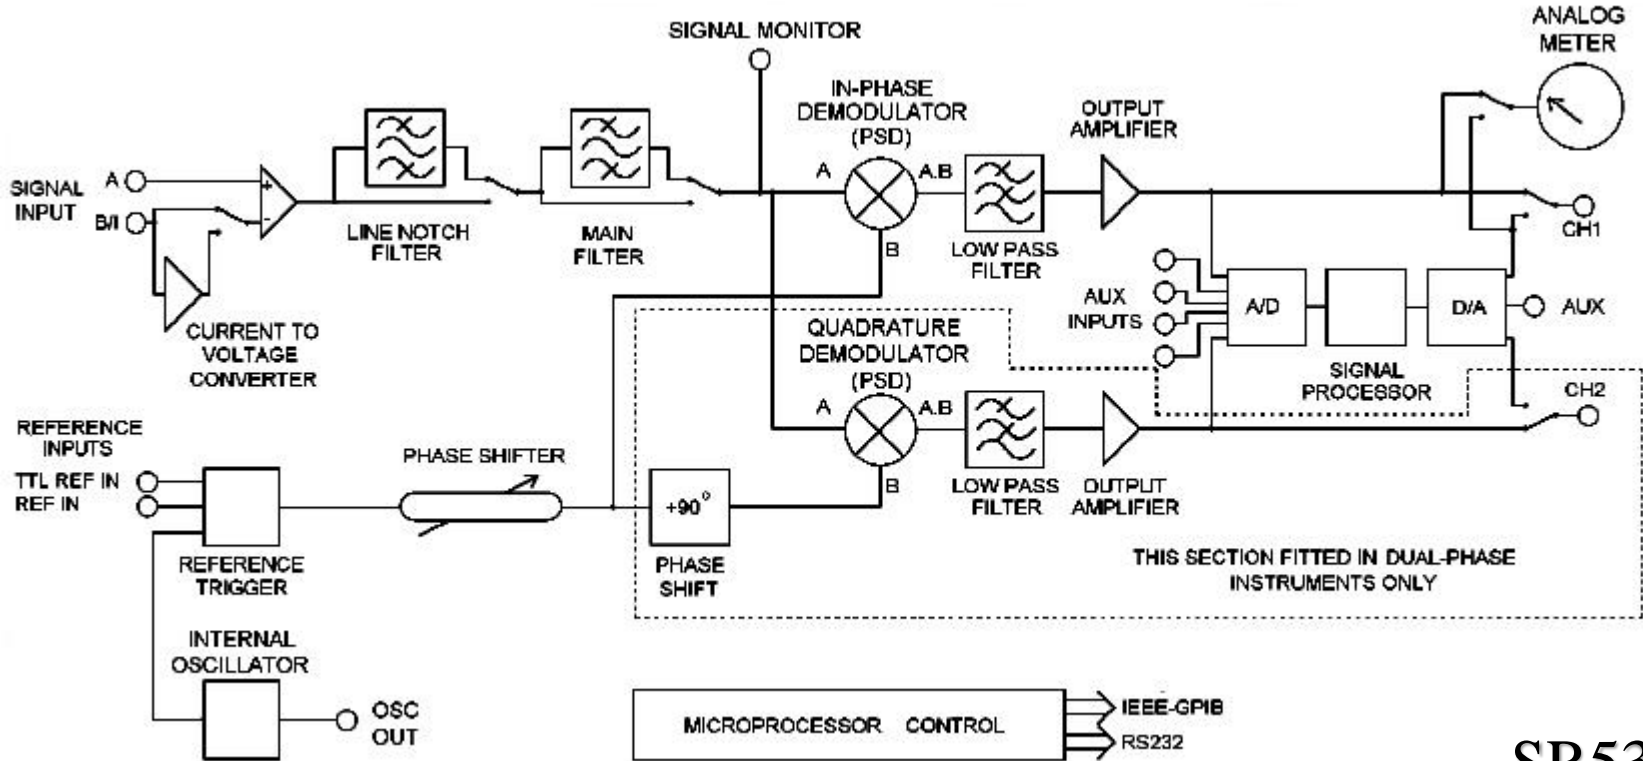 SIGNAL MONITOR
ANALOG
METER
IN-PHASE
DEMODULATOR
(PSD)
OUTPUT
AMPLIFIER
SIGNAL
INPUT
A
B/I
+
-
LINE NOTCH
FILTER
MAIN
FILTER
A
A.B
B
LOW PASS
FILTER
CH1
CURRENT TO
VOLTAGE
CONVERTER
AUX
INPUTS
A/D
SIGNAL
PROCESSOR
D/A
AUX
QUADRATURE
DEMODULATOR
(PSD)
A
A.B
B
LOW PASS
FILTER
OUTPUT
AMPLIFIER
CH2
REFERENCE
INPUTS
TTL REF IN
REF IN
REFERENCE
TRIGGER
PHASE SHIFTER
+90°
PHASE
SHIFT
THIS SECTION FITTED IN DUAL-PHASE
INSTRUMENTS ONLY
INTERNAL
OSCILLATOR
OSC
OUT
MICROPROCESSOR CONTROL
IEEE-GPIB
RS232